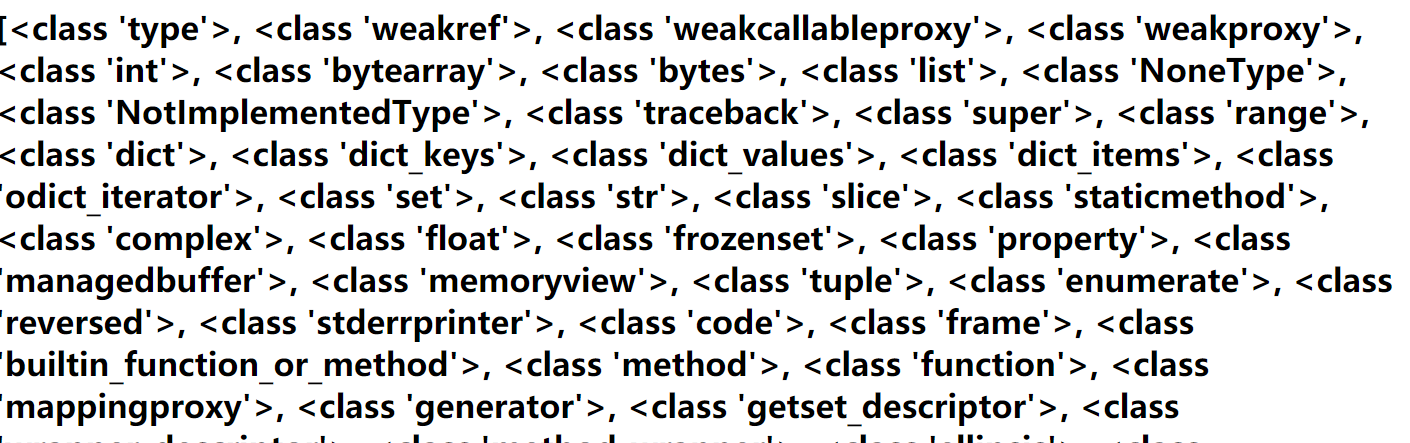 [<class 'type'>, <class 'weakref'>, <class 'weakcallableproxy'>, <class 'weakproxy'>,
<class 'int'>, <class 'bytearray'>, <class 'bytes'>, <class 'list'>, <class 'NoneType'>,
<class 'NotImplementedType'>, <class 'traceback'>, <class 'super'>, <class 'range'>,
<class 'dict'>, <class 'dict_keys'>, <class 'dict_values'>, <class 'dict_items'>, <class
'odict_iterator'>, <class 'set'>, <class 'str'>, <class 'slice'>, <class 'staticmethod'>,
<class 'complex'>, <class 'float'>, <class 'frozenset'>, <class 'property'>, <class
'managedbuffer'>, <class 'memoryview'>, <class 'tuple'>, <class 'enumerate'>, <class
'reversed'>, <class 'stderrprinter'>, <class 'code'>, <class 'frame'>, <class
'builtin_function_or_method'>, <class 'method'>, <class 'function'>, <class
'mappingproxy'>, <class 'generator'>, <class 'getset_descriptor'>, <class